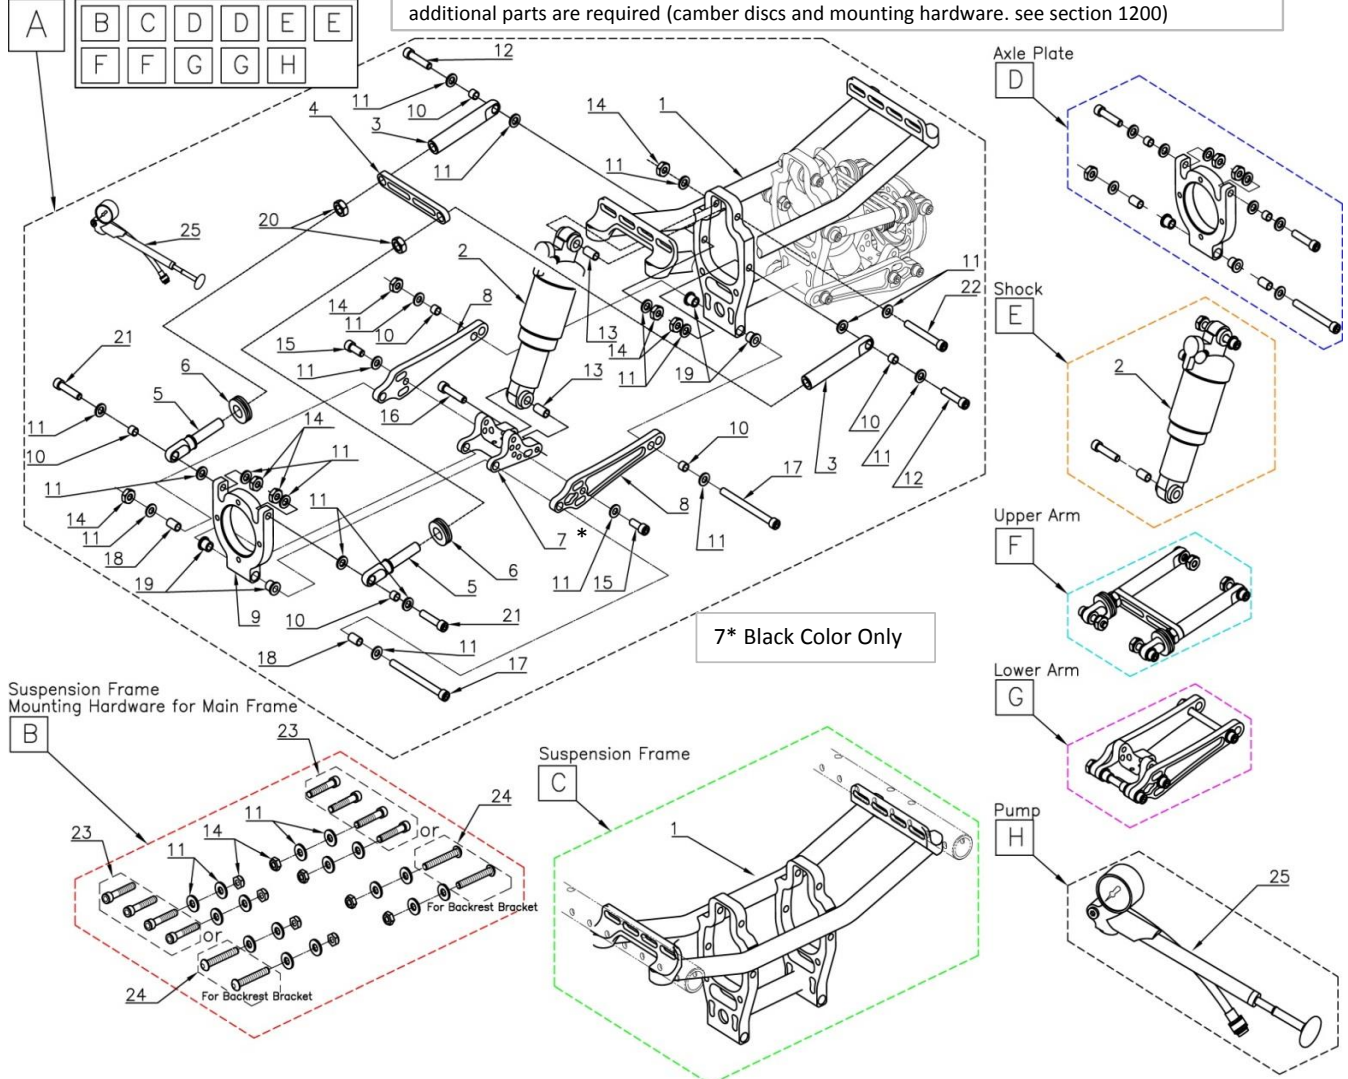 additional parts are required (camber discs and mounting hardware. see section 1200)
A
B C D D E E
F F G G H
12
11
10
4
3
11
14
11
1
20
25
2
13
11
22
14
11
10
8
15
11
21
6
5
11
10
16
13
14
11
19
10
3
11
12
14
11
11
14
11
18
19
9
11
10
7
*
11
15
8
10
11
17
6
5
21
18
11
17
7* Black Color Only
Axle Plate
D
Shock
E
2
Upper Arm
F
Lower Arm
G
Pump
H
25
Suspension Frame
Mounting Hardware for Main Frame
B
23
11
14
24
or
For Backrest Bracket
23
11
14
or
24
For Backrest Bracket
Suspension Frame
C
1